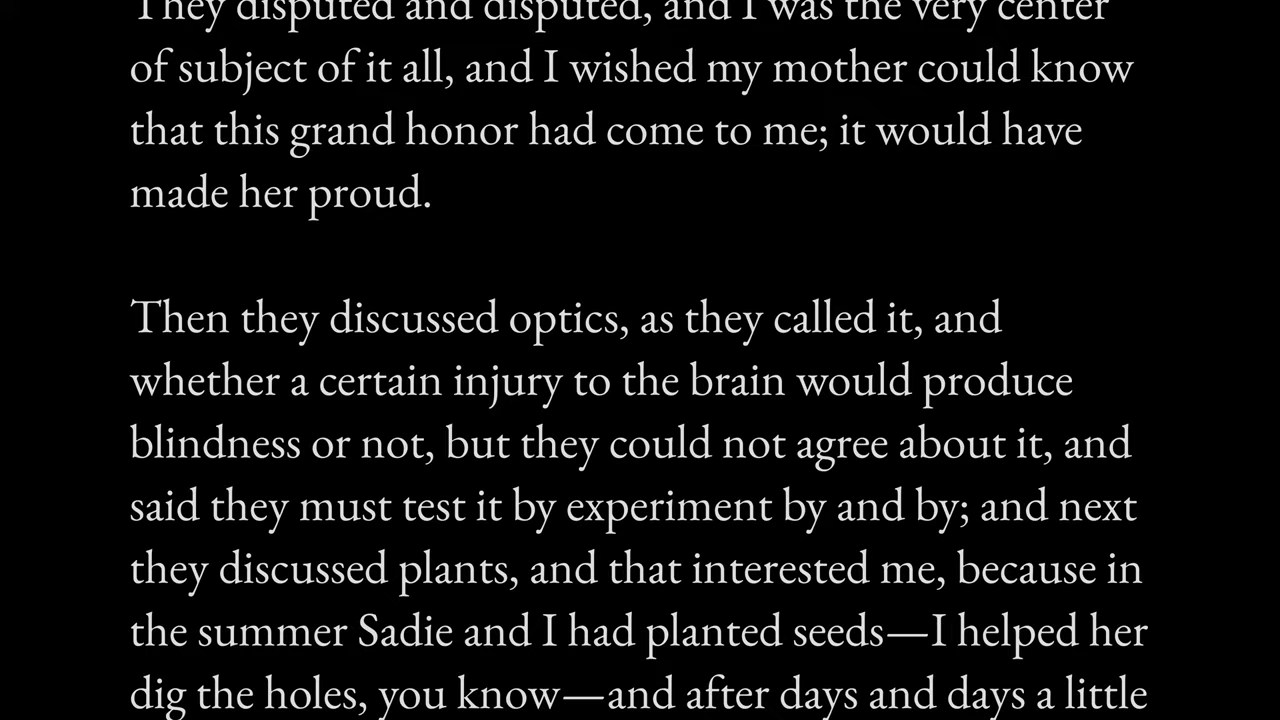 They disputed and disputed, and I was the very center
of subject of it all, and I wished my mother could know
that this grand honor had come to me; it would have
made her proud.
Then they discussed optics, as they called it, and
whether a certain injury to the brain would produce
blindness or not, but they could not agree about it, and
said they must test it by experiment by and by; and next
they discussed plants, and that interested me, because in
the summer Sadie and I had planted seeds—I helped her
dig the holes, you know—and after days and days a little